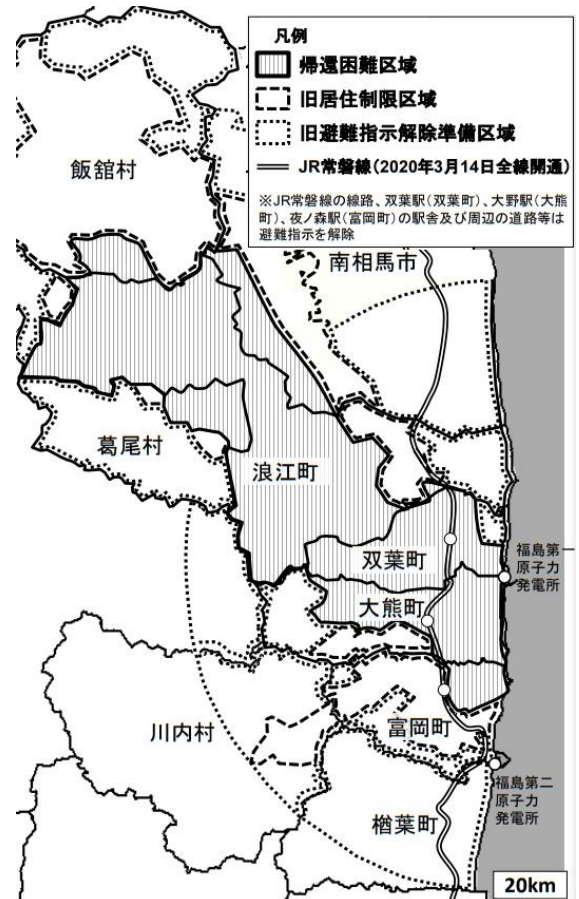 凡例
帰還困難区域
旧居住制限区域
旧避難指示解除準備区域
JR常磐線(2020年3月14日全線開通)
※JR常磐線の線路、双葉駅(双葉町)、大野駅(大熊
町)、夜ノ森駅(富岡町)の駅舎及び周辺の道路等は
避難指示を解除
飯舘村
南相馬市
葛尾村
浪江町
双葉町
福島第一
原子力
発電所
大熊町
川内村
富岡町
福島第二
原子力
発電所
楢葉町
20km